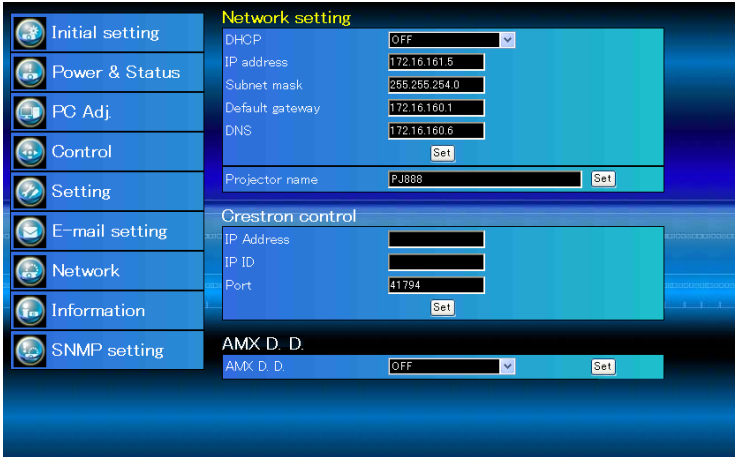 Initial setting
Power & Status
PC Adj.
Control
Setting
E-mail setting
Network
Information
SNMP setting
Network setting
DHCP OFF
IP address 172.16.161.5
Subnet mask 255.255.254.0
Default gateway 172.16.160.1
DNS 172.16.160.6
Set
Projector name PJ888 Set
Crestron control
IP Address
IP ID
Port 41794
Set
AMX D. D.
AMX D. D. OFF Set